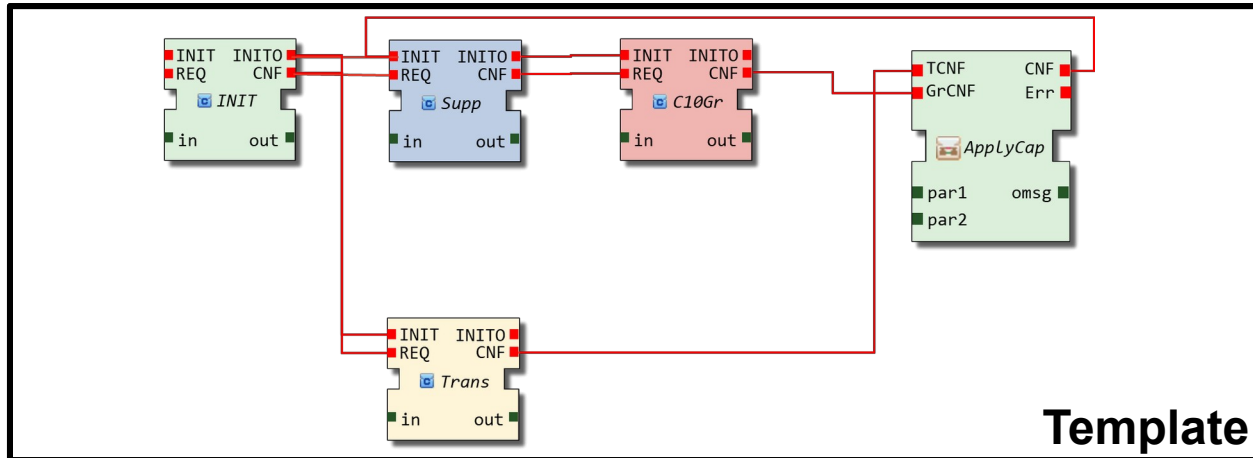 INIT INITO
REQ CNF
INIT
in out
INIT INITO
REQ CNF
Supp
in out
INIT INITO
REQ CNF
C10Gr
in out
TCNF CNF
GrCNF Err
ApplyCap
par1 omsg
par2
INIT INITO
REQ CNF
Trans
in out
Template